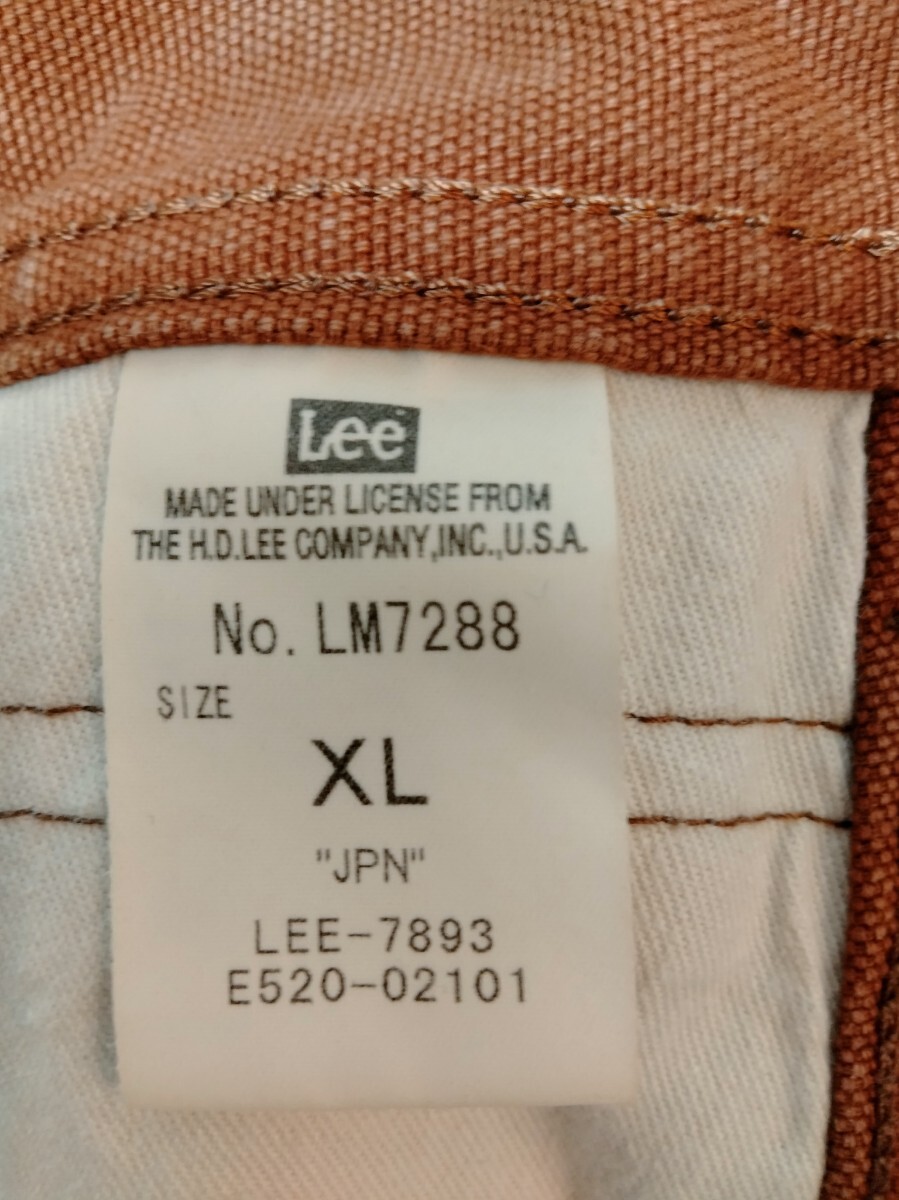 Lee
MADE UNDER LICENSE FROM
THE H.D.LEE COMPANY,INC.,U.S.A.
No. LM7288
SIZE
XL
"JPN"
LEE-7893
E520-02101